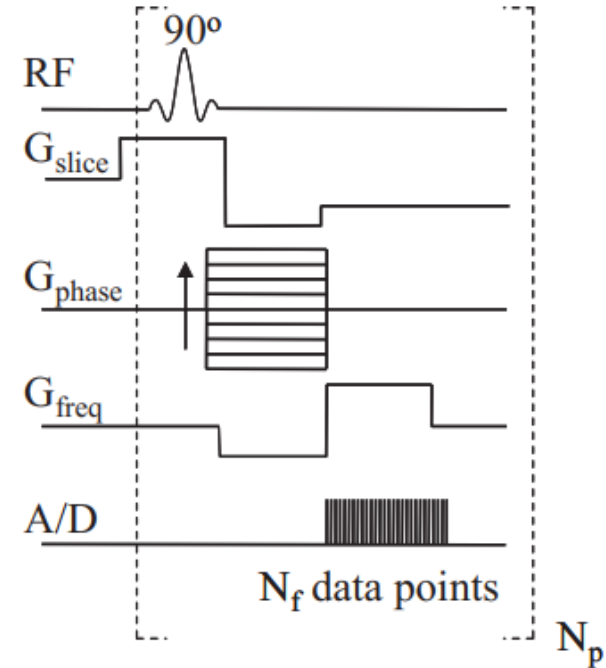 90º
RF
Gslice
Gphase
Gfreq
A/D
Nf data points
Np